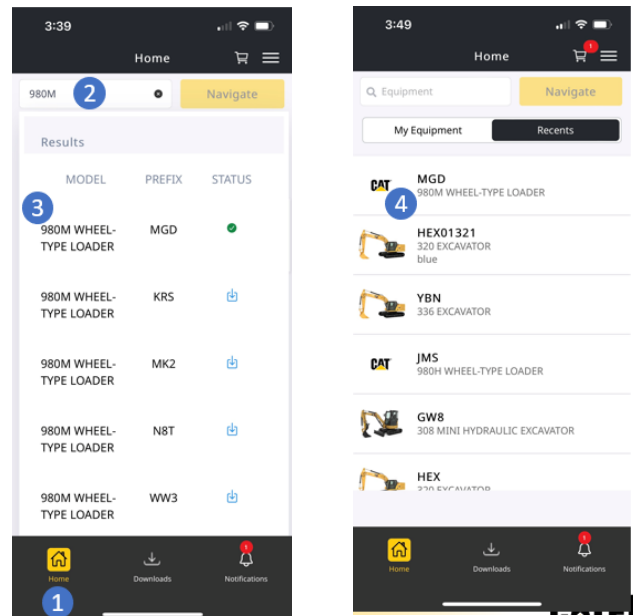 3:39
Home
980M
2
Navigate
Results
MODEL PREFIX STATUS
3
980M WHEEL-
TYPE LOADER
MGD
980M WHEEL-
TYPE LOADER
KRS
980M WHEEL-
TYPE LOADER
MK2
980M WHEEL-
TYPE LOADER
N8T
980M WHEEL-
TYPE LOADER
WW3
1
Home Downloads Notifications
1
3:49
Home
1
Equipment
Navigate
My Equipment Recents
CAT
MGD
980M WHEEL-TYPE LOADER
4
HEX01321
320 EXCAVATOR
blue
YBN
336 EXCAVATOR
CAT
JMS
980H WHEEL-TYPE LOADER
GW8
308 MINI HYDRAULIC EXCAVATOR
HEX
320 EXCAVATOR
1
Home Downloads Notifications